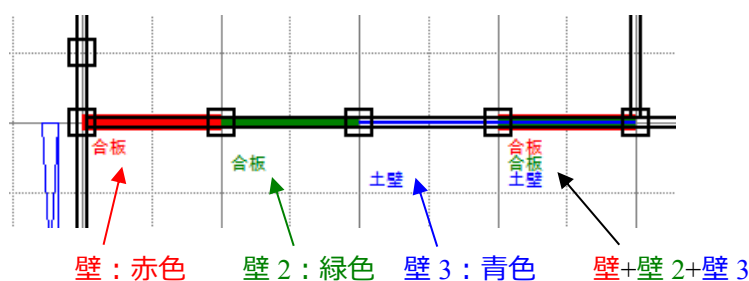 合板
合板
土壁
合板
合板
土壁
壁：赤色
壁 2：緑色
壁 3：青色
壁+壁 2+壁 3